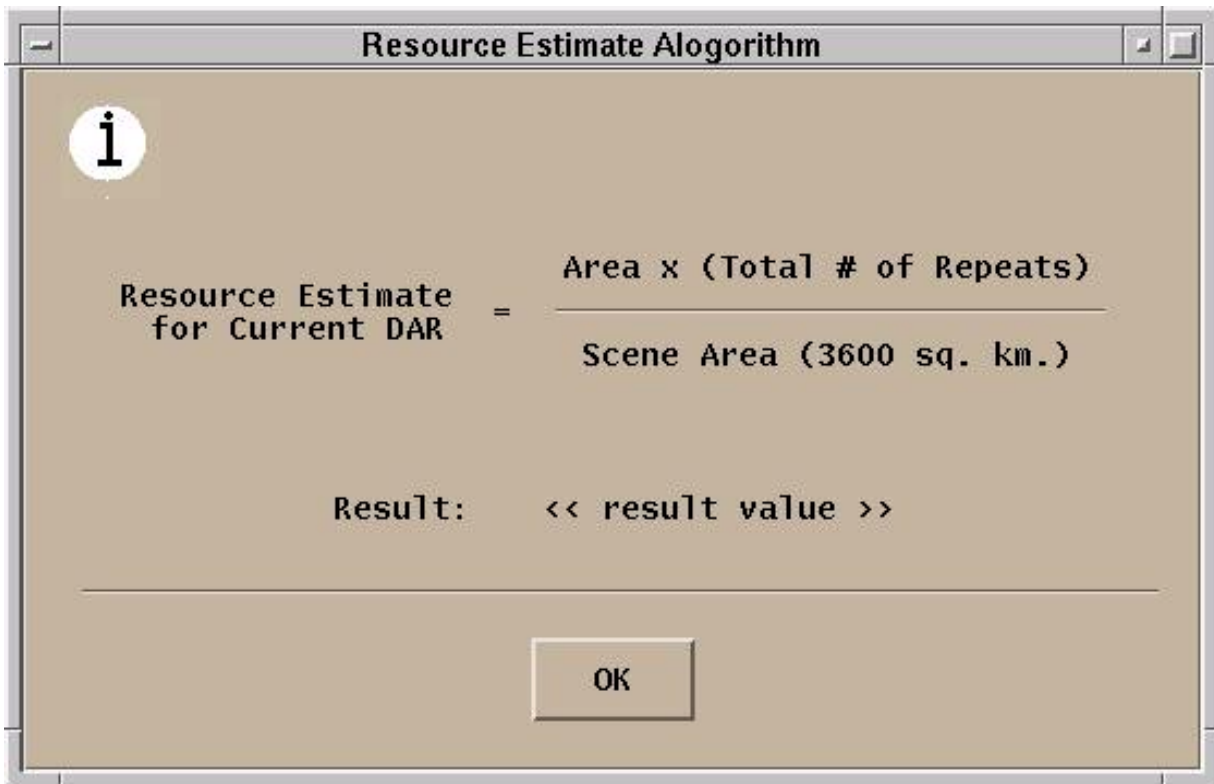 Resource Estimate Alogorithm
i
Area x (Total # of Repeats)
Resource Estimate
for Current DAR
=
Scene Area (3600 sq. km.)
Result: << result value >>
OK